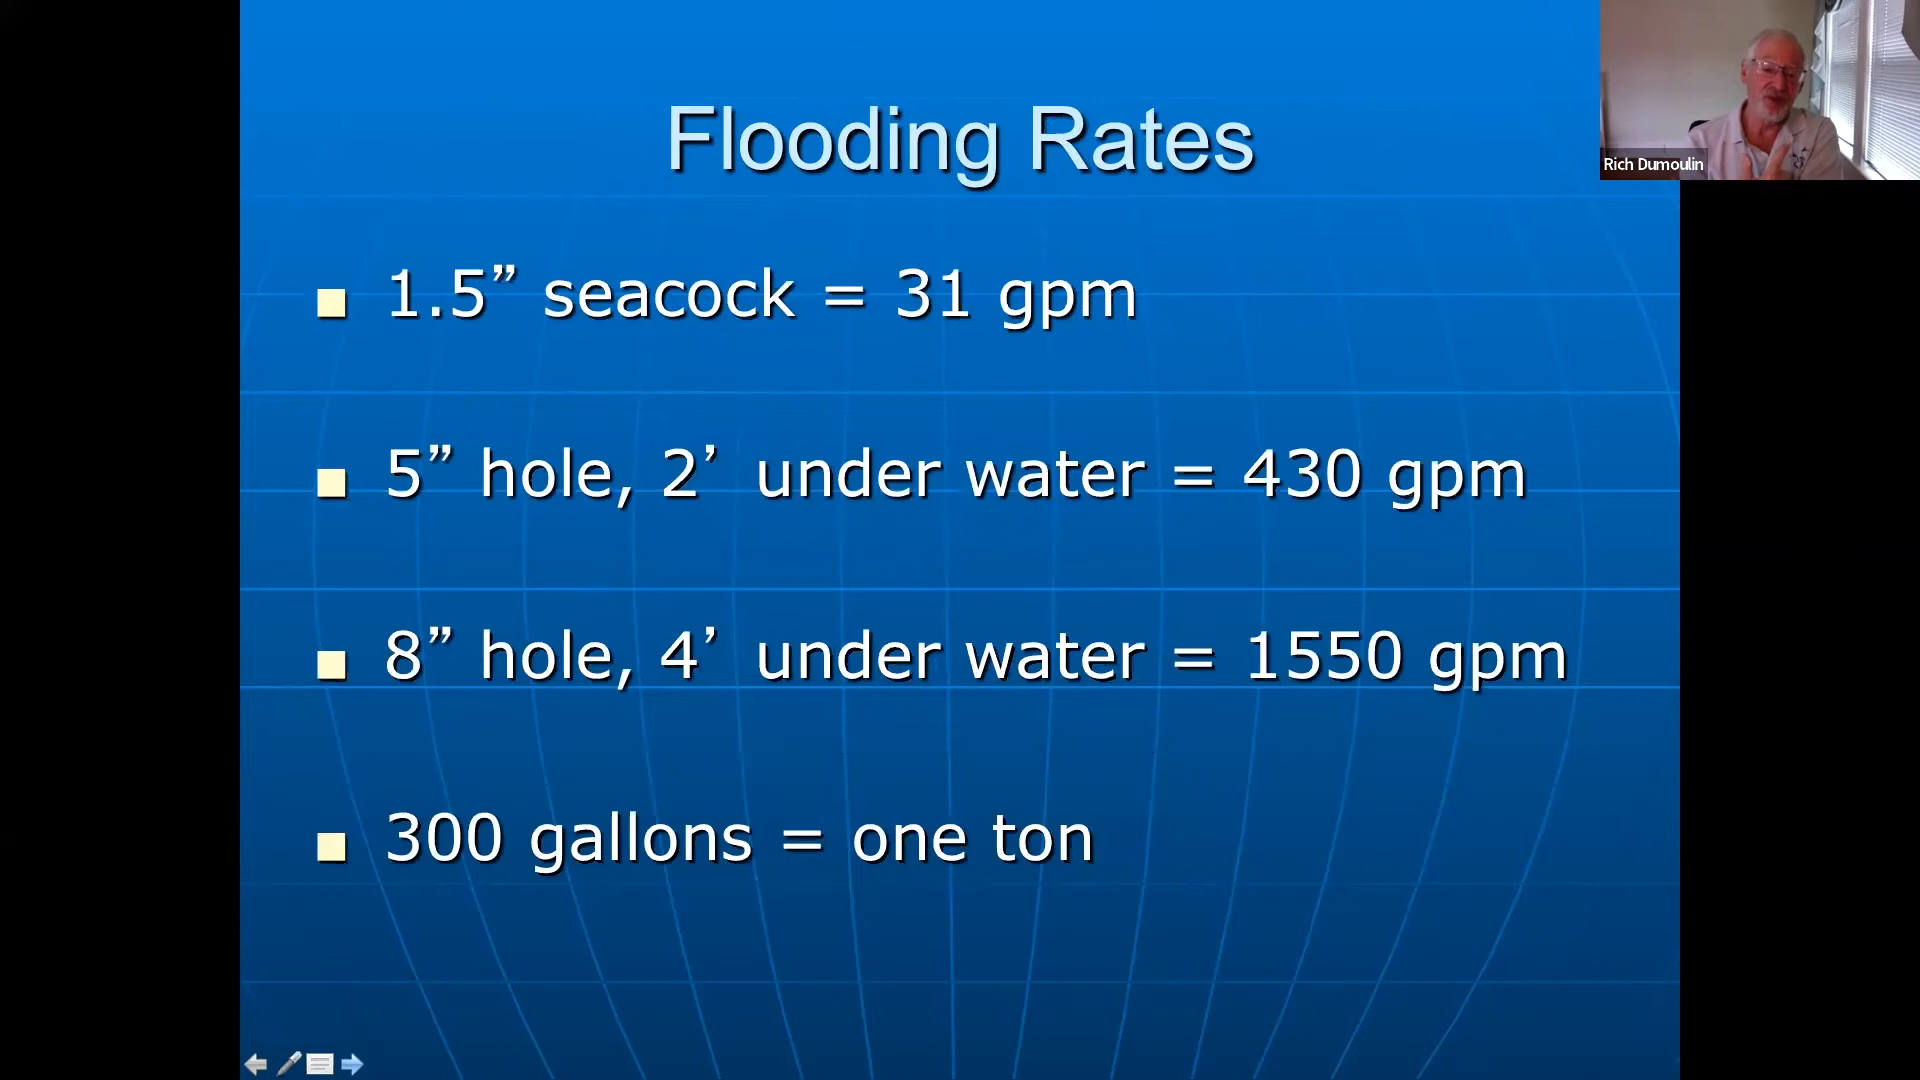 Flooding Rates
Rich Dumoulin
1.5” seacock = 31 gpm
5” hole, 2’ under water = 430 gpm
8” hole, 4’ under water = 1550 gpm
300 gallons = one ton